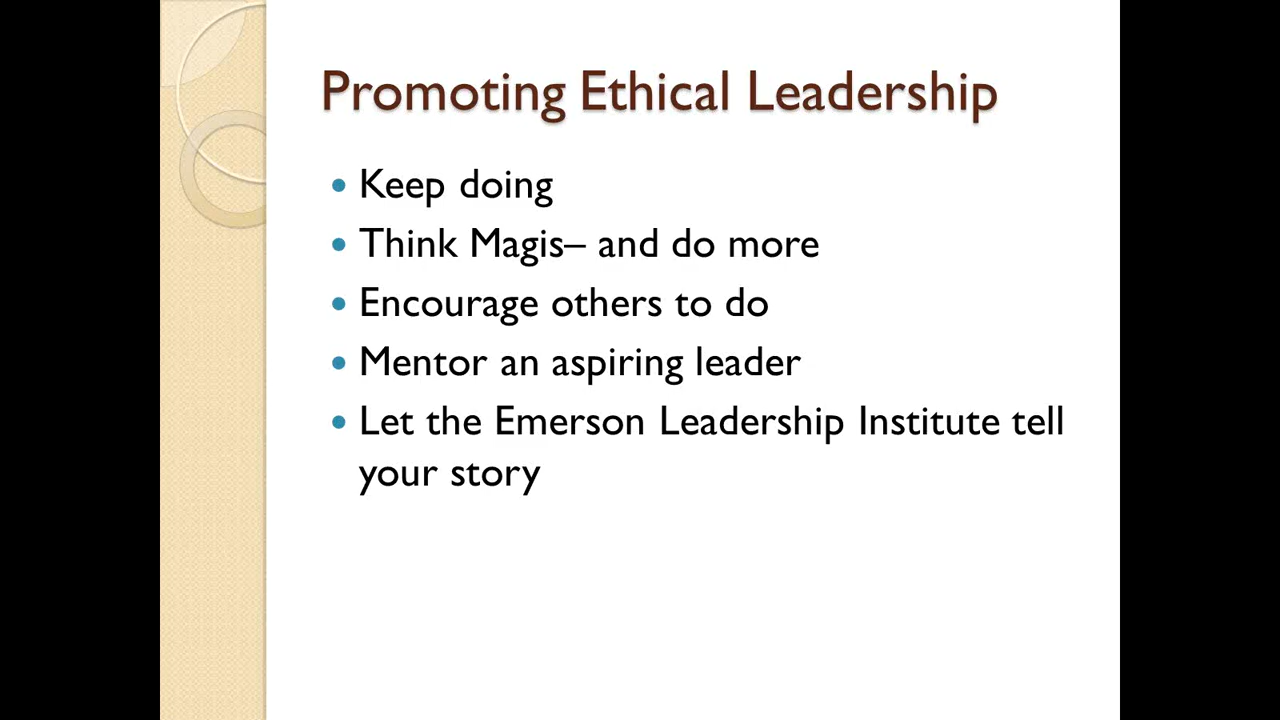 Promoting Ethical Leadership
• Keep doing
• Think Magis– and do more
• Encourage others to do
• Mentor an aspiring leader
• Let the Emerson Leadership Institute tell
your story